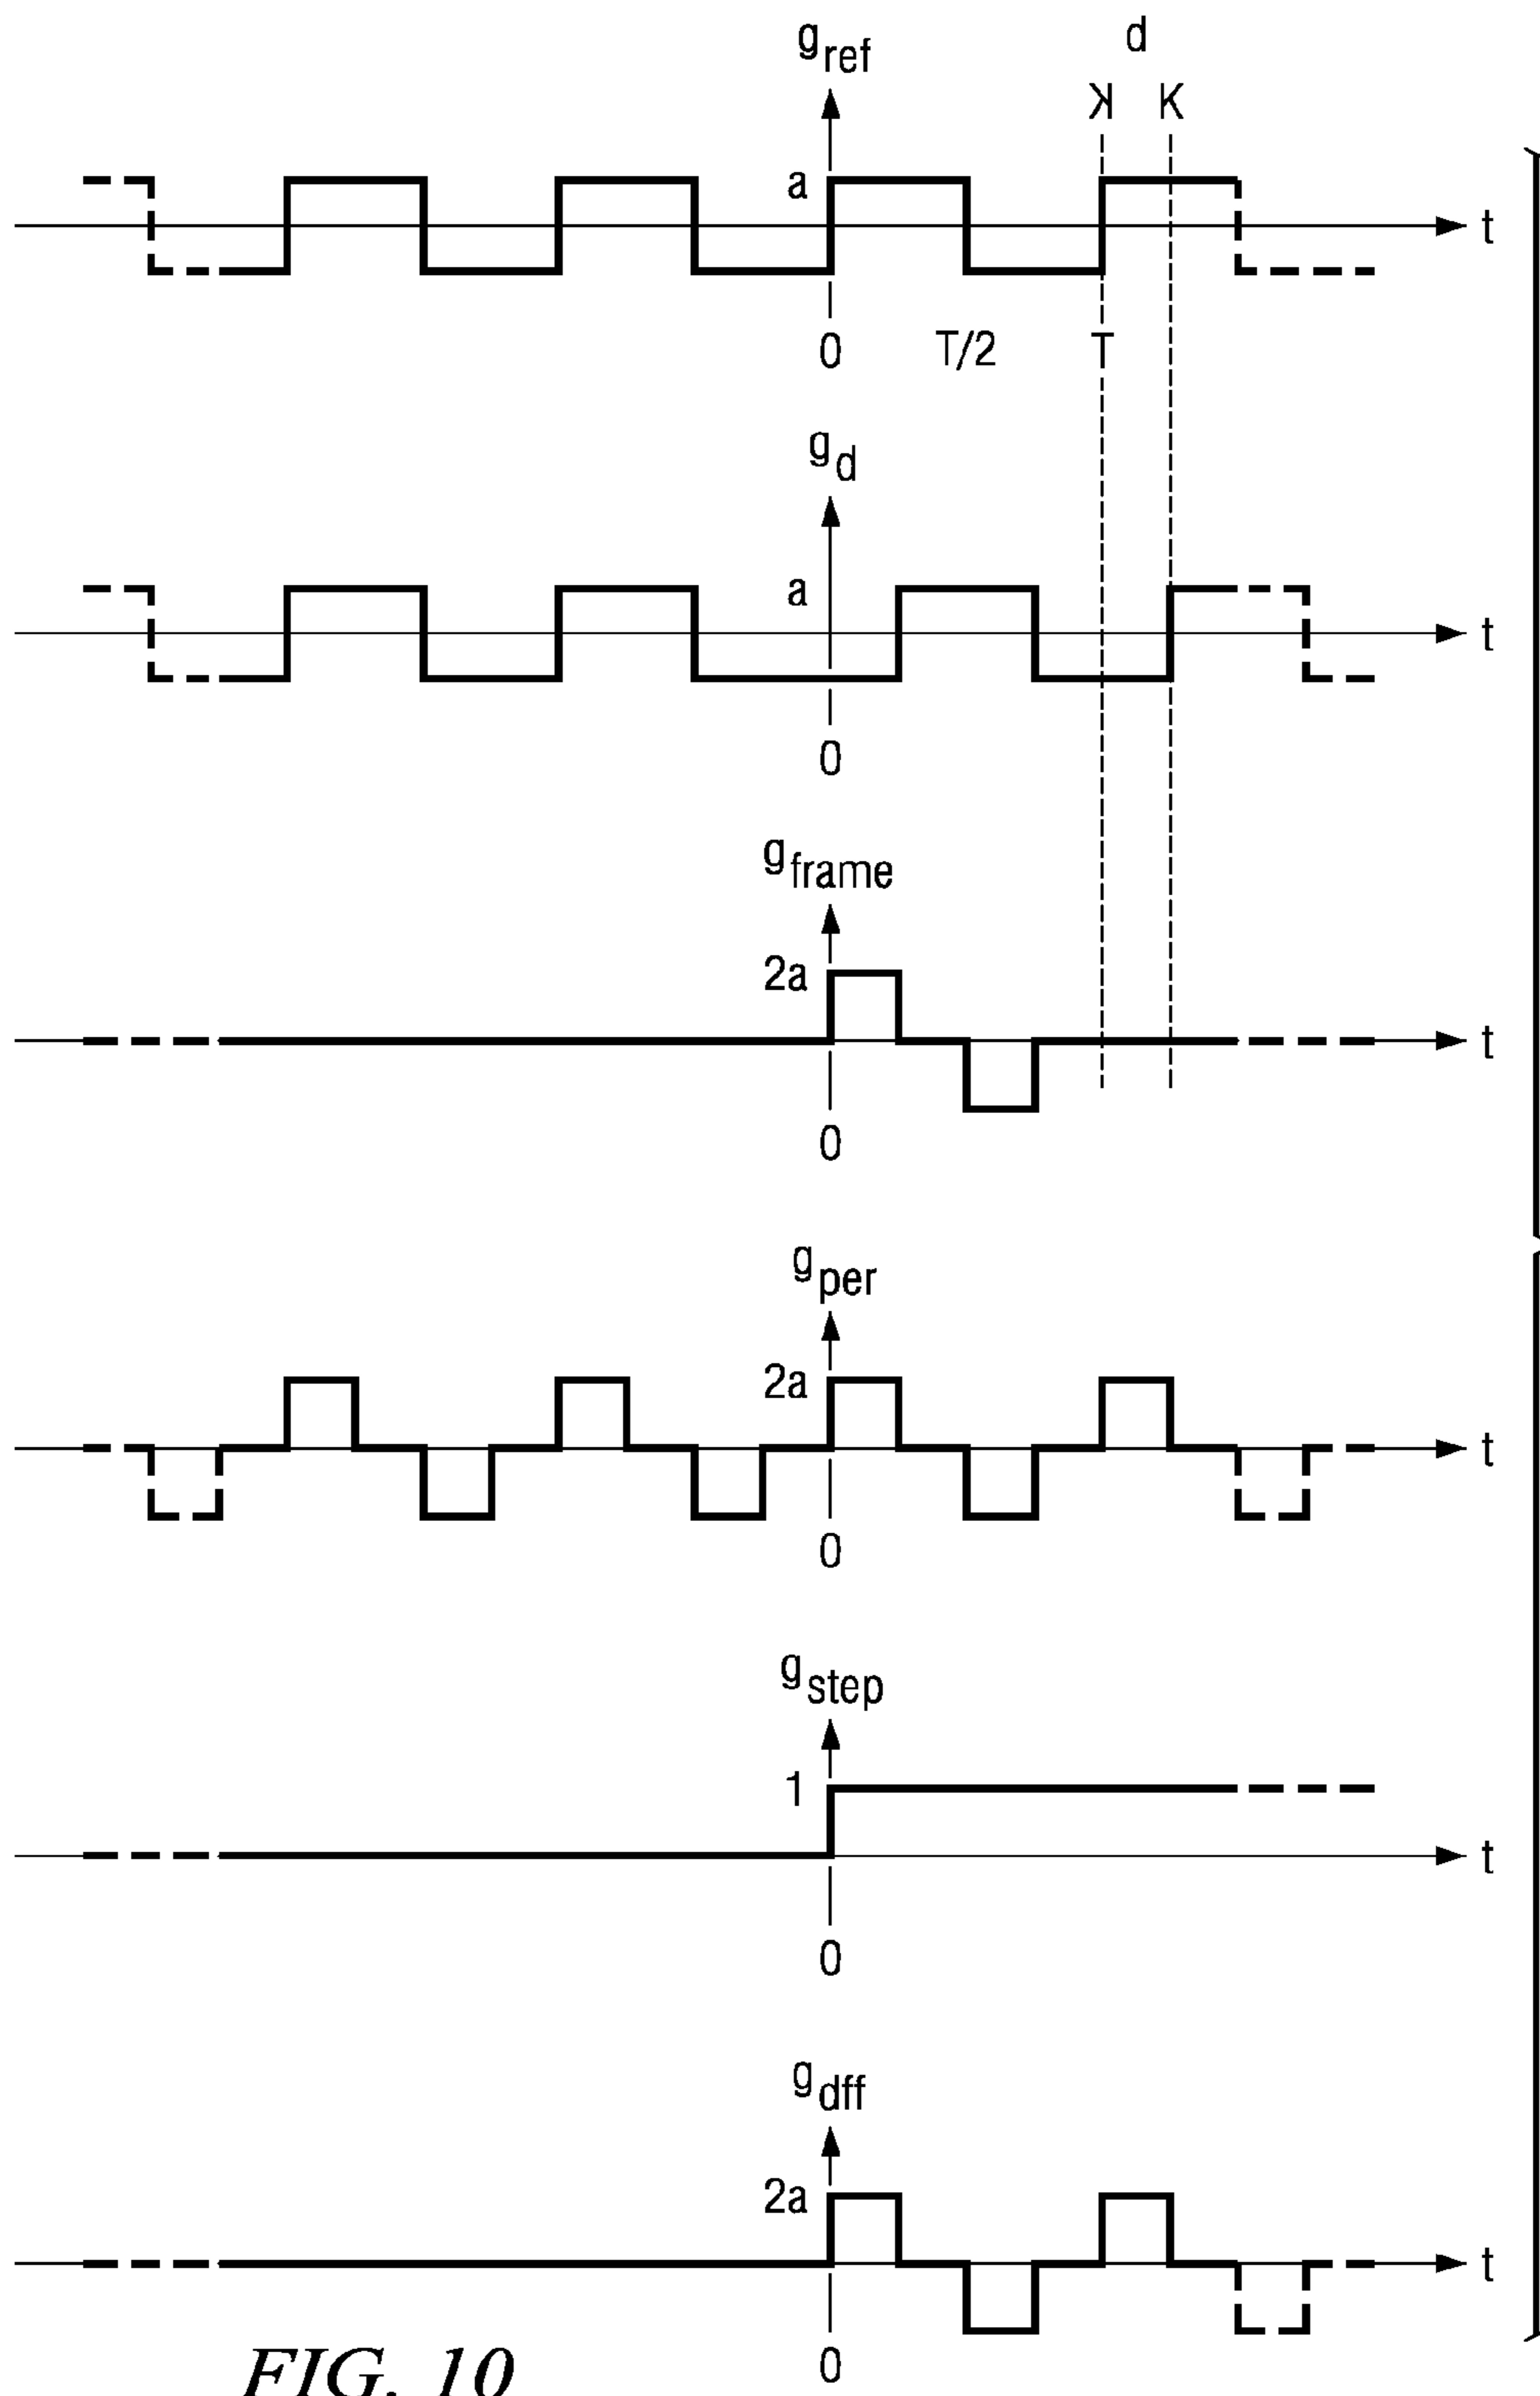 g_ref
d
K K
a
t
0 T/2 T
g_d
a
t
0
g_frame
2a
t
0
g_per
2a
t
0
g_step
1
t
0
g_dff
2a
t
0
FIG. 10